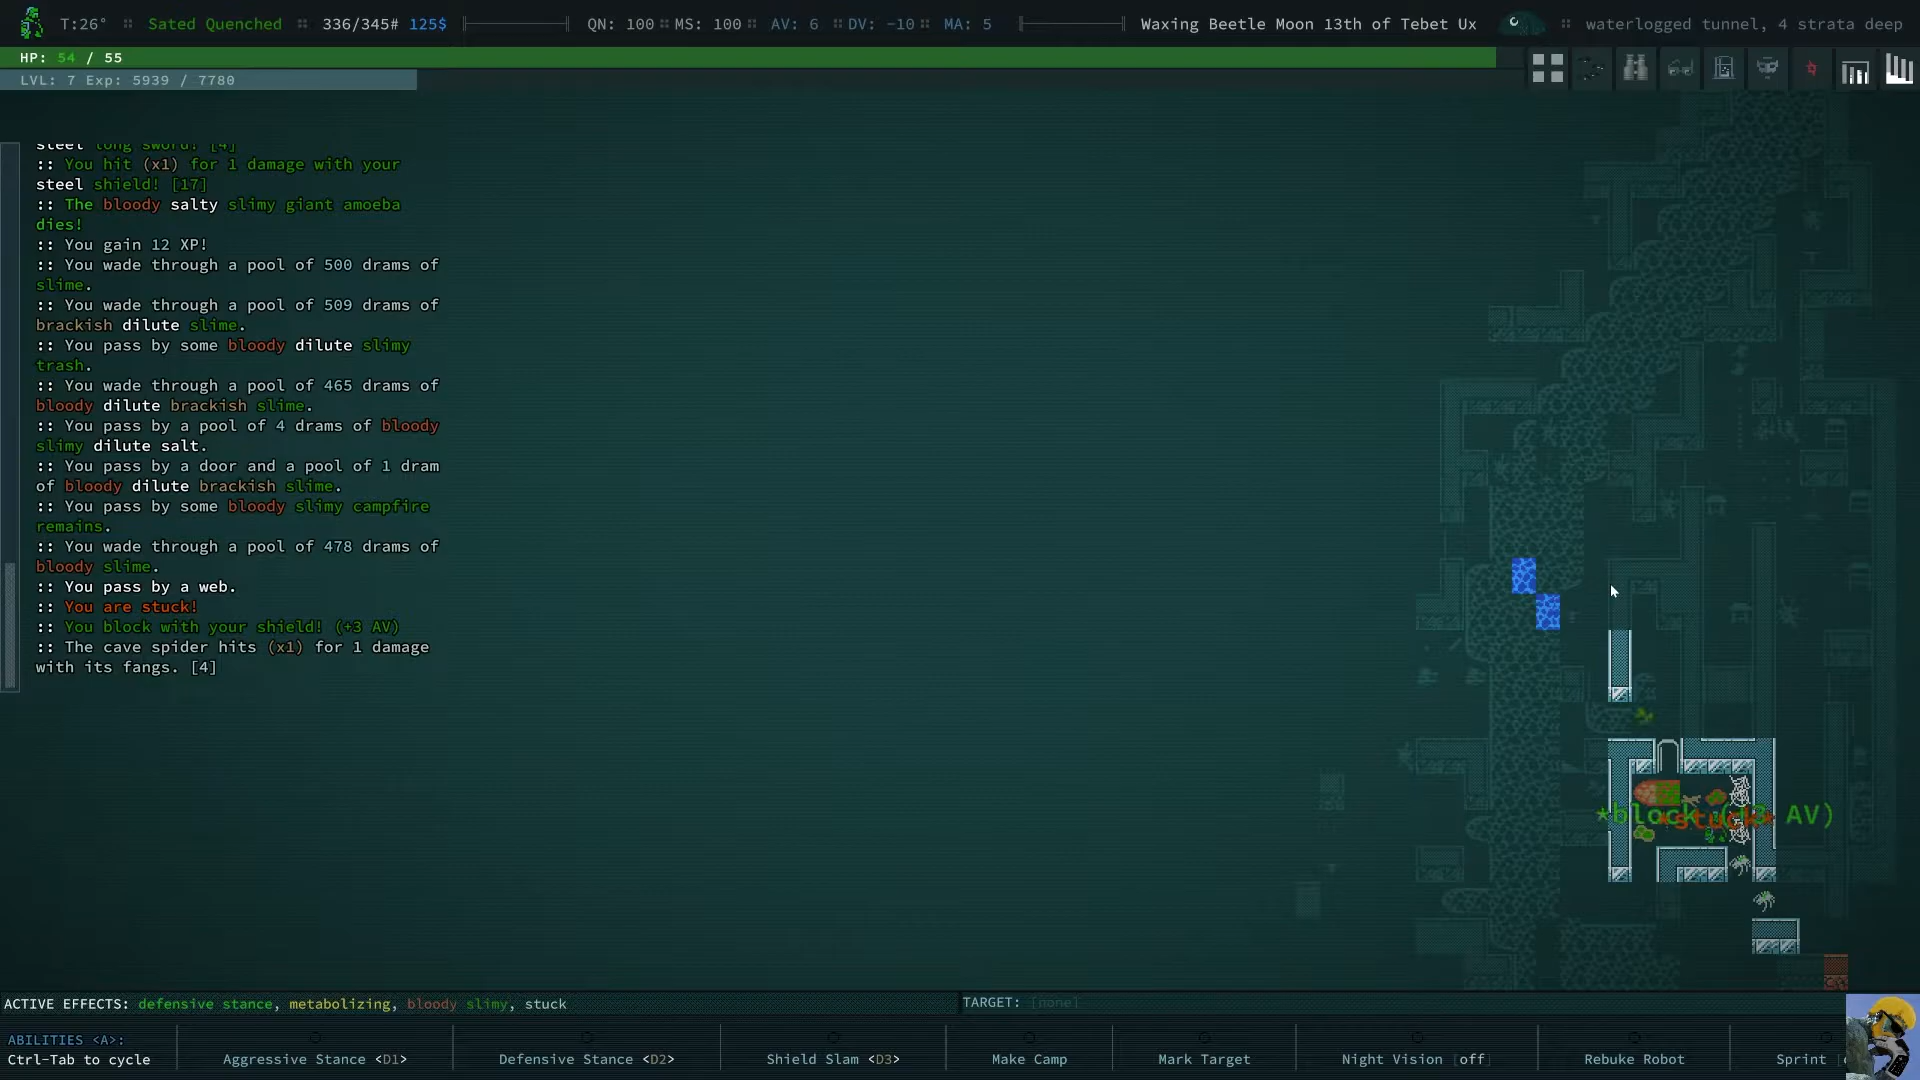 T:26° Sated Quenched 336/345# 125$ QN: 100 MS: 100 AV: 6 DV: -10 MA: 5 Waxing Beetle Moon 13th of Tebet Ux waterlogged tunnel, 4 strata deep
HP: 54 / 55
LVL: 7 Exp: 5939 / 7780
steel long sword! [4]
:: You hit (x1) for 1 damage with your
steel shield! [17]
:: The bloody salty slimy giant amoeba
dies!
:: You gain 12 XP!
:: You wade through a pool of 500 drams of
slime.
:: You wade through a pool of 509 drams of
brackish dilute slime.
:: You pass by some bloody dilute slimy
trash.
:: You wade through a pool of 465 drams of
bloody dilute brackish slime.
:: You pass by a pool of 4 drams of bloody
slimy dilute salt.
:: You pass by a door and a pool of 1 dram
of bloody dilute brackish slime.
:: You pass by some bloody slimy campfire
remains.
:: You wade through a pool of 478 drams of
bloody slime.
:: You pass by a web.
:: You are stuck!
:: You block with your shield! (+3 AV)
:: The cave spider hits (x1) for 1 damage
with its fangs. [4]
*block (+3 AV)
*stuck*
ACTIVE EFFECTS: defensive stance, metabolizing, bloody slimy, stuck
TARGET: [none]
ABILITIES <A>:
Ctrl-Tab to cycle
Aggressive Stance <D1>
Defensive Stance <D2>
Shield Slam <D3>
Make Camp
Mark Target
Night Vision [off]
Rebuke Robot
Sprint